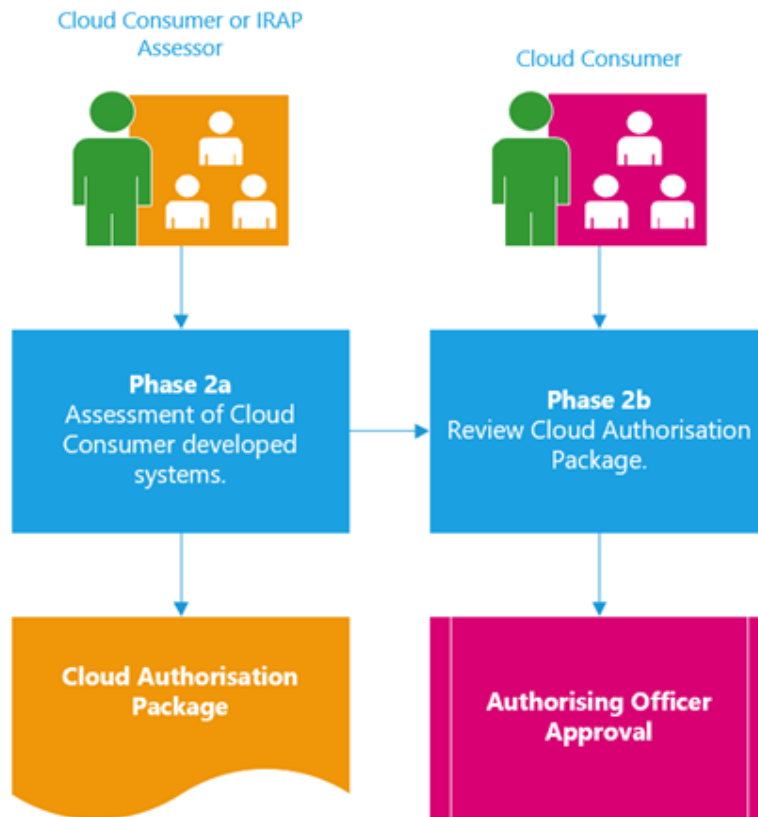 Cloud Consumer or IRAP
Assessor
Cloud Consumer
Phase 2a
Assessment of Cloud
Consumer developed
systems.
Phase 2b
Review Cloud Authorisation
Package.
Cloud Authorisation
Package
Authorising Officer
Approval